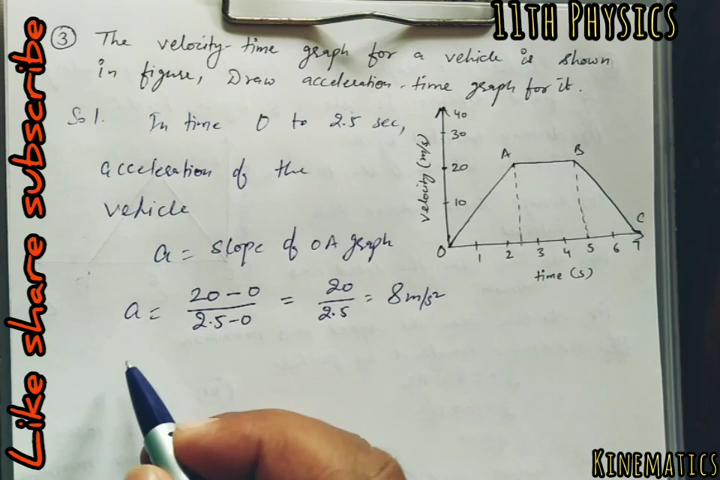 11th Physics
Like share subscribe
③ The velocity-time graph for a vehicle is shown
in figure, Draw acceleration-time graph for it.
Sol. In time 0 to 2.5 sec,
acceleration of the
vehicle
a = slope of OA graph
a = 20-0 / 2.5-0 = 20 / 2.5 = 8 m/s²
velocity (m/s)
40
30
20
10
A
B
C
0 1 2 3 4 5 6 7
time (s)
Kinematics